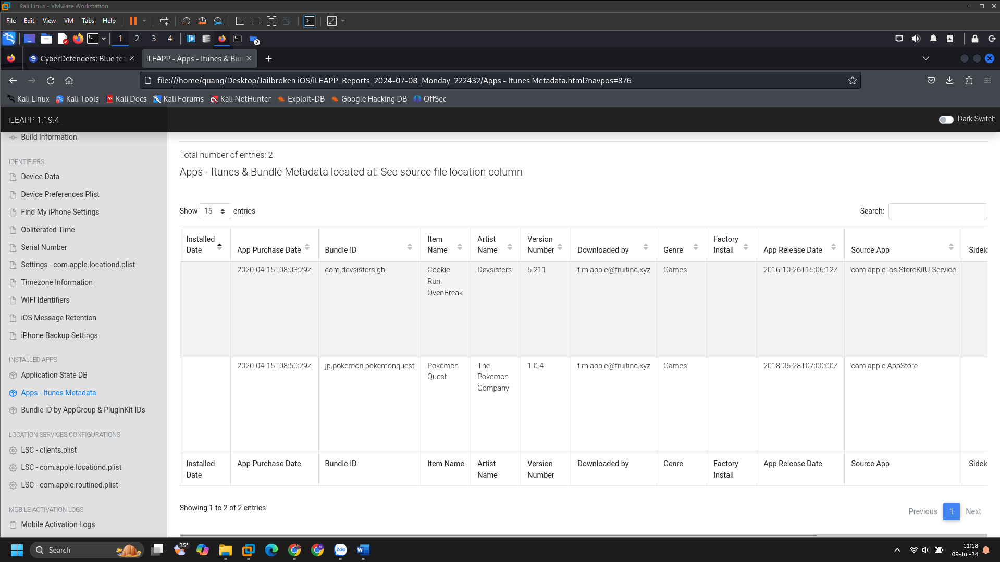 Kali Linux - VMware Workstation
File Edit View VM Tabs Help
1 2 3 4
2
CyberDefenders: Blue tea
iLEAPP - Apps - Itunes & Bun
file:///home/quang/Desktop/Jailbroken iOS/iLEAPP_Reports_2024-07-08_Monday_222432/Apps - Itunes Metadata.html?navpos=876
Kali Linux Kali Tools Kali Docs Kali Forums Kali NetHunter Exploit-DB Google Hacking DB OffSec
iLEAPP 1.19.4
Dark Switch
Build Information
IDENTIFIERS
Device Data
Device Preferences Plist
Find My iPhone Settings
Obliterated Time
Serial Number
Settings - com.apple.locationd.plist
Timezone Information
WIFI Identifiers
iOS Message Retention
iPhone Backup Settings
INSTALLED APPS
Application State DB
Apps - Itunes Metadata
Bundle ID by AppGroup & PluginKit IDs
LOCATION SERVICES CONFIGURATIONS
LSC - clients.plist
LSC - com.apple.locationd.plist
LSC - com.apple.routined.plist
MOBILE ACTIVATION LOGS
Mobile Activation Logs
Total number of entries: 2
Apps - Itunes & Bundle Metadata located at: See source file location column
Show 15 entries
Search:
Installed Date App Purchase Date Bundle ID Item Name Artist Name Version Number Downloaded by Genre Factory Install App Release Date Source App Sidelo
2020-04-15T08:03:29Z com.devsisters.gb Cookie Run: OvenBreak Devsisters 6.211 tim.apple@fruitinc.xyz Games 2016-10-26T15:06:12Z com.apple.ios.StoreKitUIService
2020-04-15T08:50:29Z jp.pokemon.pokemonquest Pokémon Quest The Pokemon Company 1.0.4 tim.apple@fruitinc.xyz Games 2018-06-28T07:00:00Z com.apple.AppStore
Installed Date App Purchase Date Bundle ID Item Name Artist Name Version Number Downloaded by Genre Factory Install App Release Date Source App Sidelo
Showing 1 to 2 of 2 entries
Previous 1 Next
Search
35°
Zalo
11:18
09-Jul-24